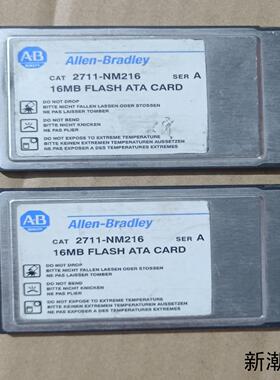 AB
Allen-Bradley
CAT 2711-NM216 SER A
16MB FLASH ATA CARD
DO NOT DROP
BITTE NICHT FALLEN LASSEN ODER STOSSEN
NE PAS LAISSER TOMBER
DO NOT BEND
BITTE NICHT KNICKEN
NE PAS PLIER
DO NOT EXPOSE TO EXTREME TEMPERATURES
BITTE KEINEN EXTREMEN TEMPERATUREN AUSSETZEN
NE PAS EXPOSER A DES TEMPERATURES EXTREMES
AB
Allen-Bradley
CAT 2711-NM216 SER A
16MB FLASH ATA CARD
DO NOT DROP
BITTE NICHT FALLEN LASSEN ODER STOSSEN
NE PAS LAISSER TOMBER
DO NOT BEND
BITTE NICHT KNICKEN
NE PAS PLIER
DO NOT EXPOSE TO EXTREME TEMPERATURES
BITTE KEINEN EXTREMEN TEMPERATUREN AUSSETZEN
NE PAS EXPOSER A DES TEMPERATURES EXTREMES
新潮